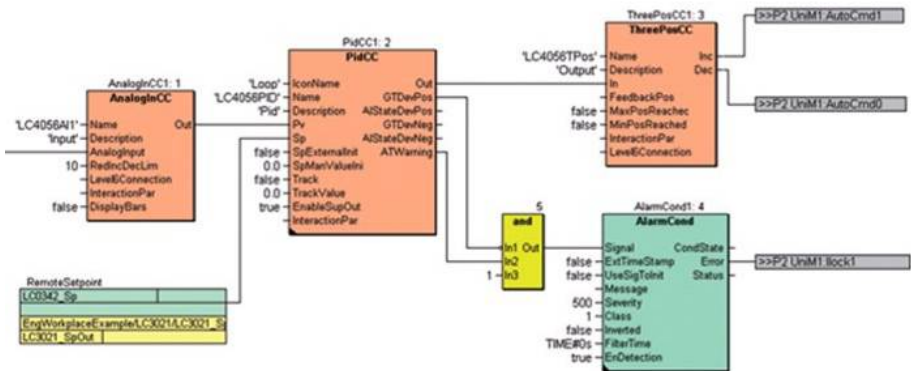 AnalogInCC1: 1
AnalogInCC
'LC4056AI1' Name Out
'Input' Description
AnalogInput
10 RedIncDecLim
Level6Connection
InteractionPar
false DisplayBars
PidCC1: 2
PidCC
'Loop' IconName Out
'LC4056PID' Name GTDevPos
'Pid' Description AIStateDevPos
Pv GTDevNeg
Sp AIStateDevNeg
false SpExternalInit ATWarning
0.0 SpManValueIni
false Track
0.0 TrackValue
true EnableSupOut
InteractionPar
ThreePosCC1: 3
ThreePosCC
'LC4056TPos' Name Inc
'Output' Description Dec
In
FeedbackPos
false MaxPosReachec
false MinPosReached
InteractionPar
Level6Connection
>>P2 UniM1.AutoCmd1
>>P2 UniM1.AutoCmd0
5
and
In1 Out
In2
1 In3
AlarmCond1: 4
AlarmCond
Signal CondState
false ExtTimeStamp Error
false UseSigToInit Status
Message
500 Severity
1 Class
false Inverted
TIME#0s FilterTime
true EnDetection
>>P2 UniM1.Ilock1
RemoteSetpoint
LC0342_Sp
EngWorkplaceExample/LC3021/LC3021_S
LC3021_SpOut